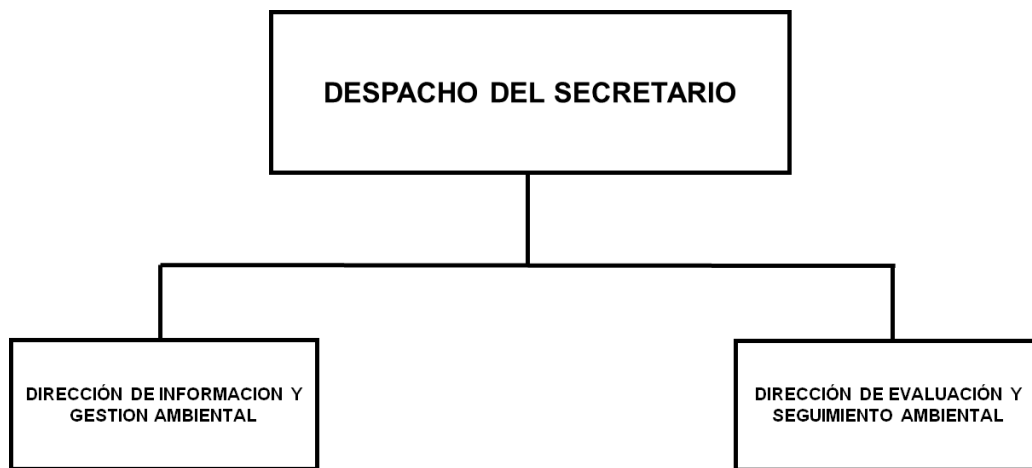 DESPACHO DEL SECRETARIO
DIRECCIÓN DE INFORMACION Y
GESTION AMBIENTAL
DIRECCIÓN DE EVALUACIÓN Y
SEGUIMIENTO AMBIENTAL